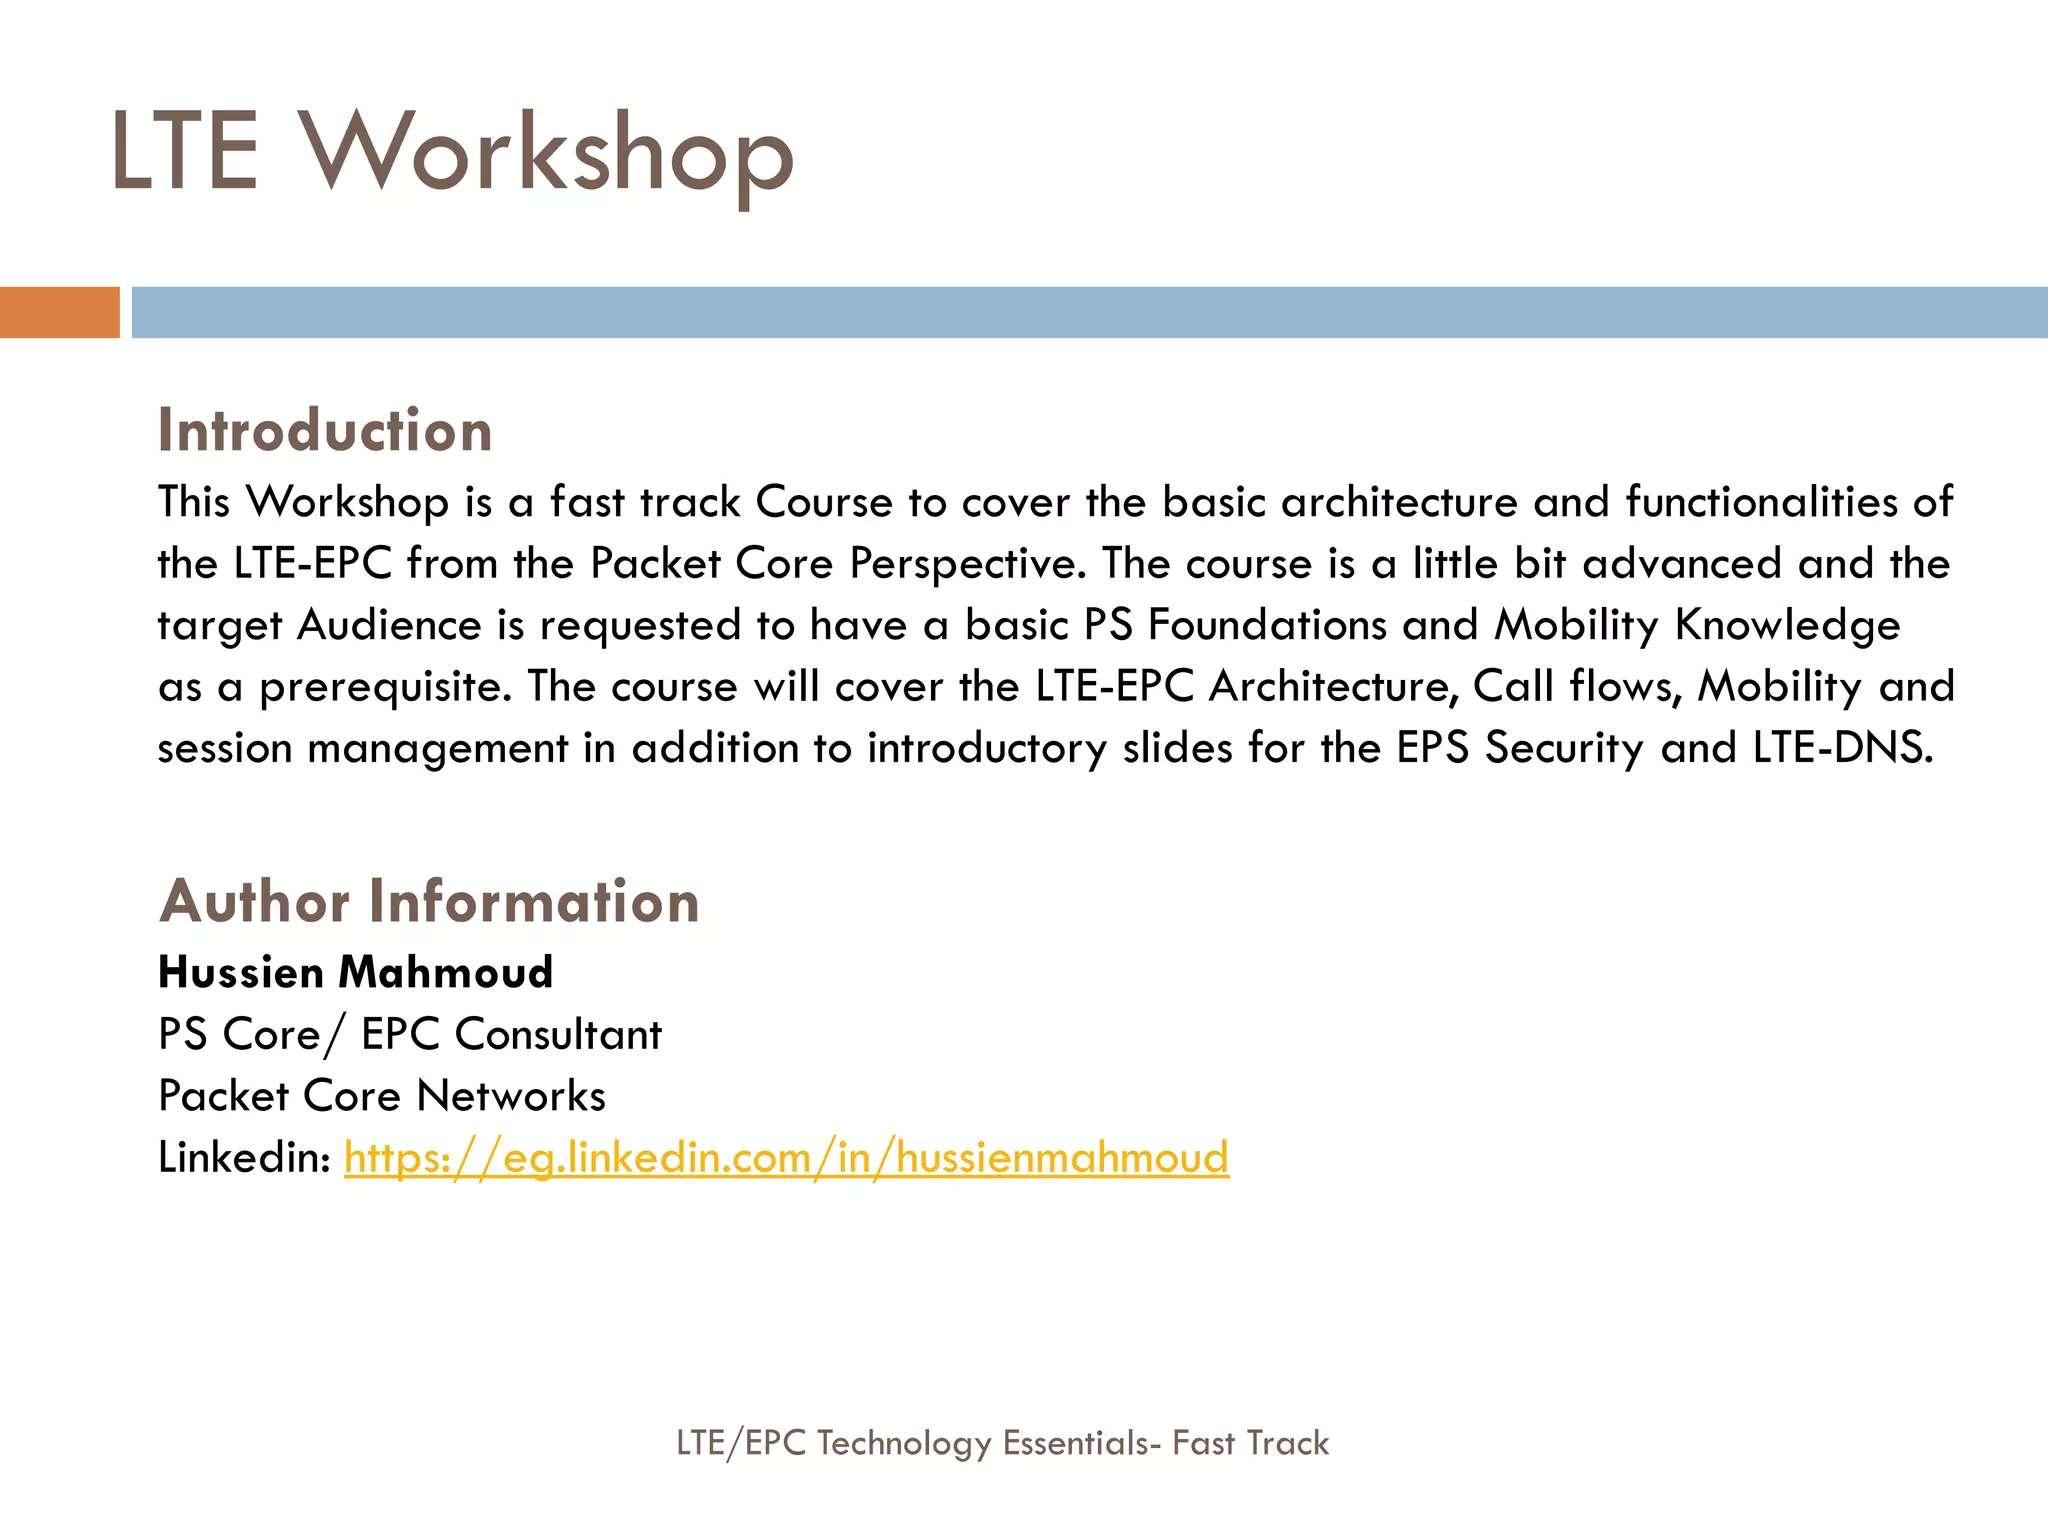 LTE Workshop
Introduction
This Workshop is a fast track Course to cover the basic architecture and functionalities of
the LTE-EPC from the Packet Core Perspective. The course is a little bit advanced and the
target Audience is requested to have a basic PS Foundations and Mobility Knowledge
as a prerequisite. The course will cover the LTE-EPC Architecture, Call flows, Mobility and
session management in addition to introductory slides for the EPS Security and LTE-DNS.
Author Information
Hussien Mahmoud
PS Core/ EPC Consultant
Packet Core Networks
Linkedin: https://eg.linkedin.com/in/hussienmahmoud
LTE/EPC Technology Essentials- Fast Track